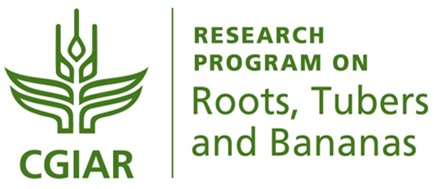 CGIAR
RESEARCH
PROGRAM ON
Roots, Tubers
and Bananas